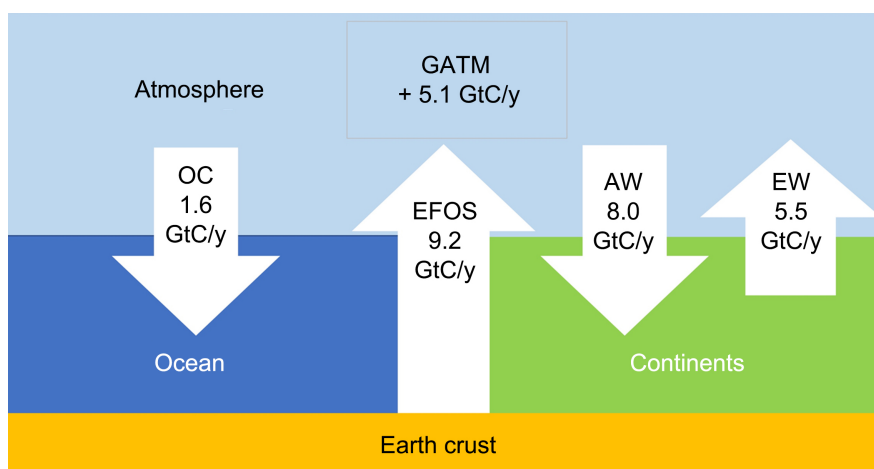 GATM
+ 5.1 GtC/y
Atmosphere
OC
1.6
GtC/y
EFOS
9.2
GtC/y
AW
8.0
GtC/y
EW
5.5
GtC/y
Ocean
Continents
Earth crust